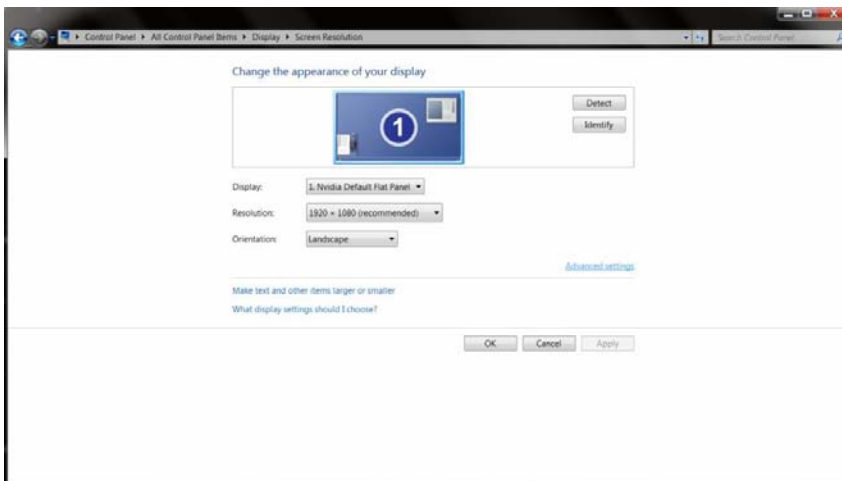 Control Panel ▸ All Control Panel Items ▸ Display ▸ Screen Resolution
Search Control Panel
Change the appearance of your display
1
Detect
Identify
Display: 1. Nvidia Default Flat Panel
Resolution: 1920 × 1080 (recommended)
Orientation: Landscape
Advanced settings
Make text and other items larger or smaller
What display settings should I choose?
OK Cancel Apply